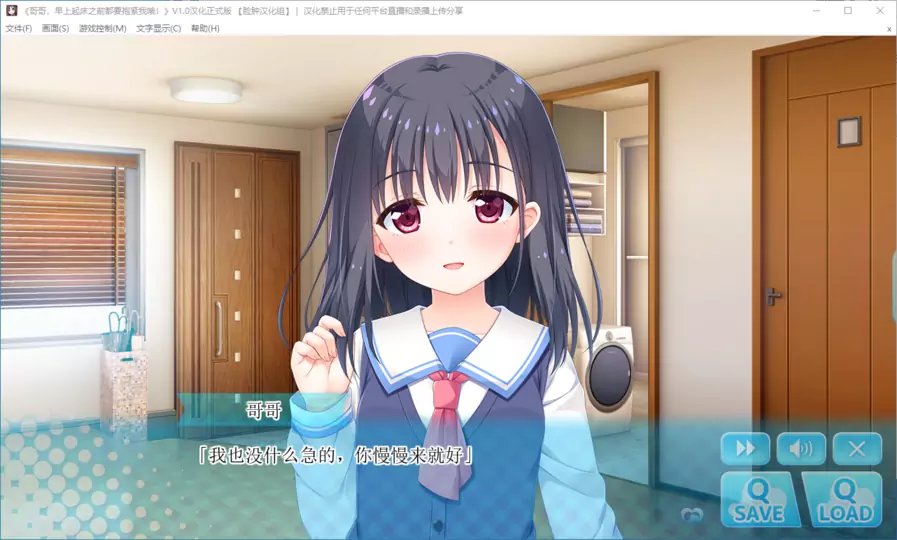 《哥哥，早上起床之前都要抱紧我哦！》V1.0汉化正式版 【脸肿汉化组】｜ 汉化禁止用于任何平台直播和录播上传分享
文件(F) 画面(S) 游戏控制(M) 文字显示(C) 帮助(H)
x
哥哥
「我也没什么急的，你慢慢来就好」
Q SAVE
Q LOAD